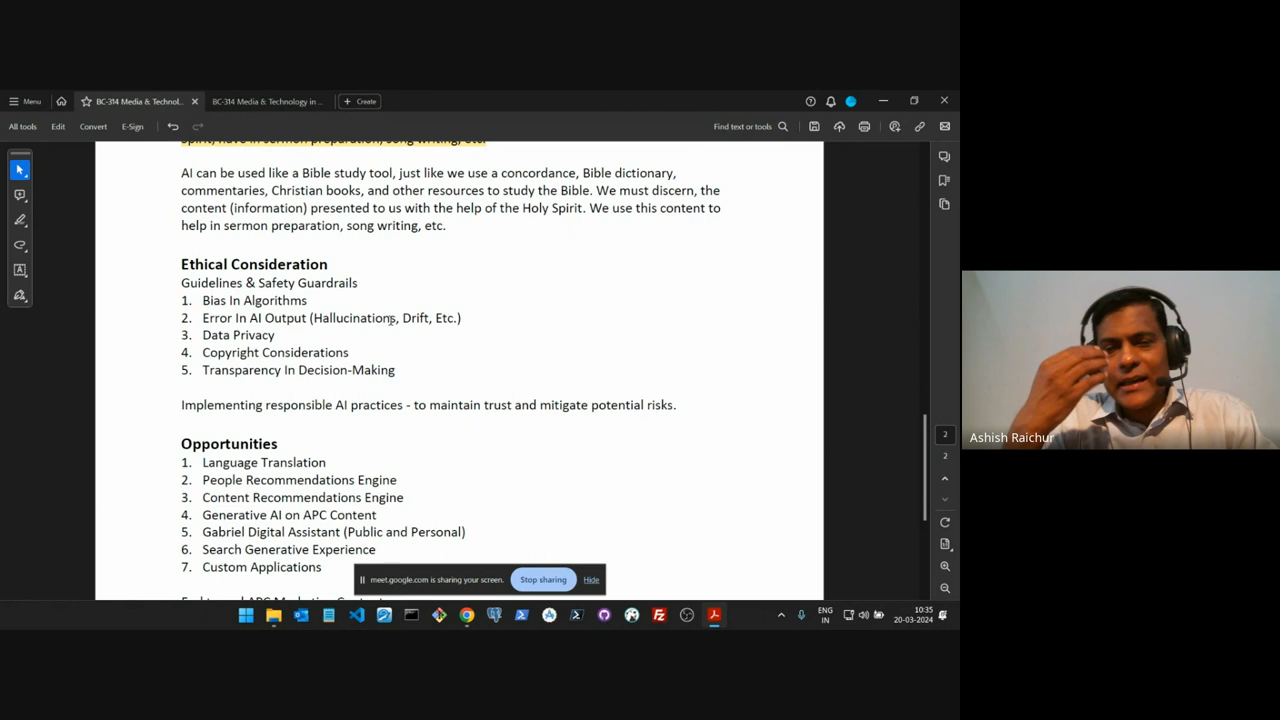 BC-314 Media & Technol...
BC-314 Media & Technology in ...
Create
Menu
All tools
Edit
Convert
E-Sign
Find text or tools
AI can be used like a Bible study tool, just like we use a concordance, Bible dictionary,
commentaries, Christian books, and other resources to study the Bible. We must discern, the
content (information) presented to us with the help of the Holy Spirit. We use this content to
help in sermon preparation, song writing, etc.
Ethical Consideration
Guidelines & Safety Guardrails
1. Bias In Algorithms
2. Error In AI Output (Hallucinations, Drift, Etc.)
3. Data Privacy
4. Copyright Considerations
5. Transparency In Decision-Making
Implementing responsible AI practices - to maintain trust and mitigate potential risks.
Opportunities
1. Language Translation
2. People Recommendations Engine
3. Content Recommendations Engine
4. Generative AI on APC Content
5. Gabriel Digital Assistant (Public and Personal)
6. Search Generative Experience
7. Custom Applications
meet.google.com is sharing your screen.
Stop sharing
Hide
2
2
ENG
IN
10:35
20-03-2024
Ashish Raichur